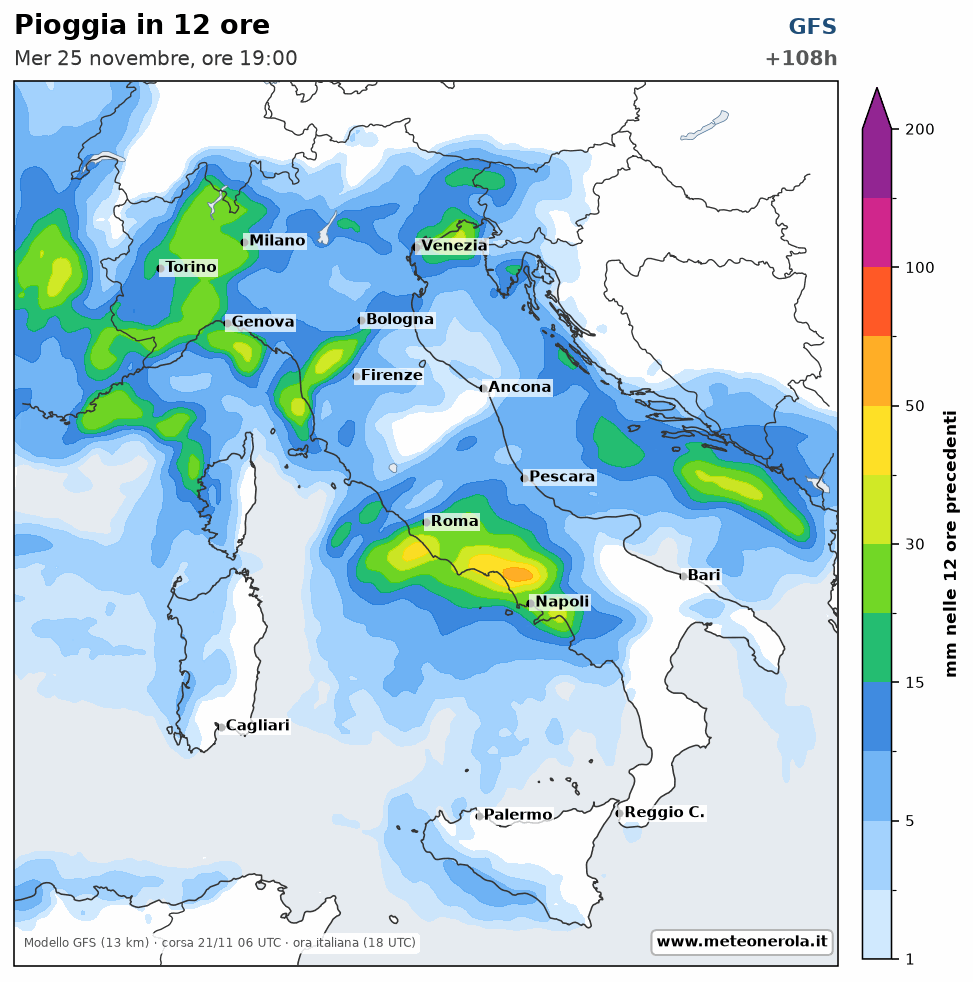 Pioggia in 12 ore
GFS
Mer 25 novembre, ore 19:00
+108h
200
100
50
30
15
5
1
mm nelle 12 ore precedenti
Milano
Venezia
Torino
Genova
Bologna
Firenze
Ancona
Pescara
Roma
Bari
Napoli
Cagliari
Palermo
Reggio C.
Modello GFS (13 km) · corsa 21/11 06 UTC · ora italiana (18 UTC)
www.meteonerola.it